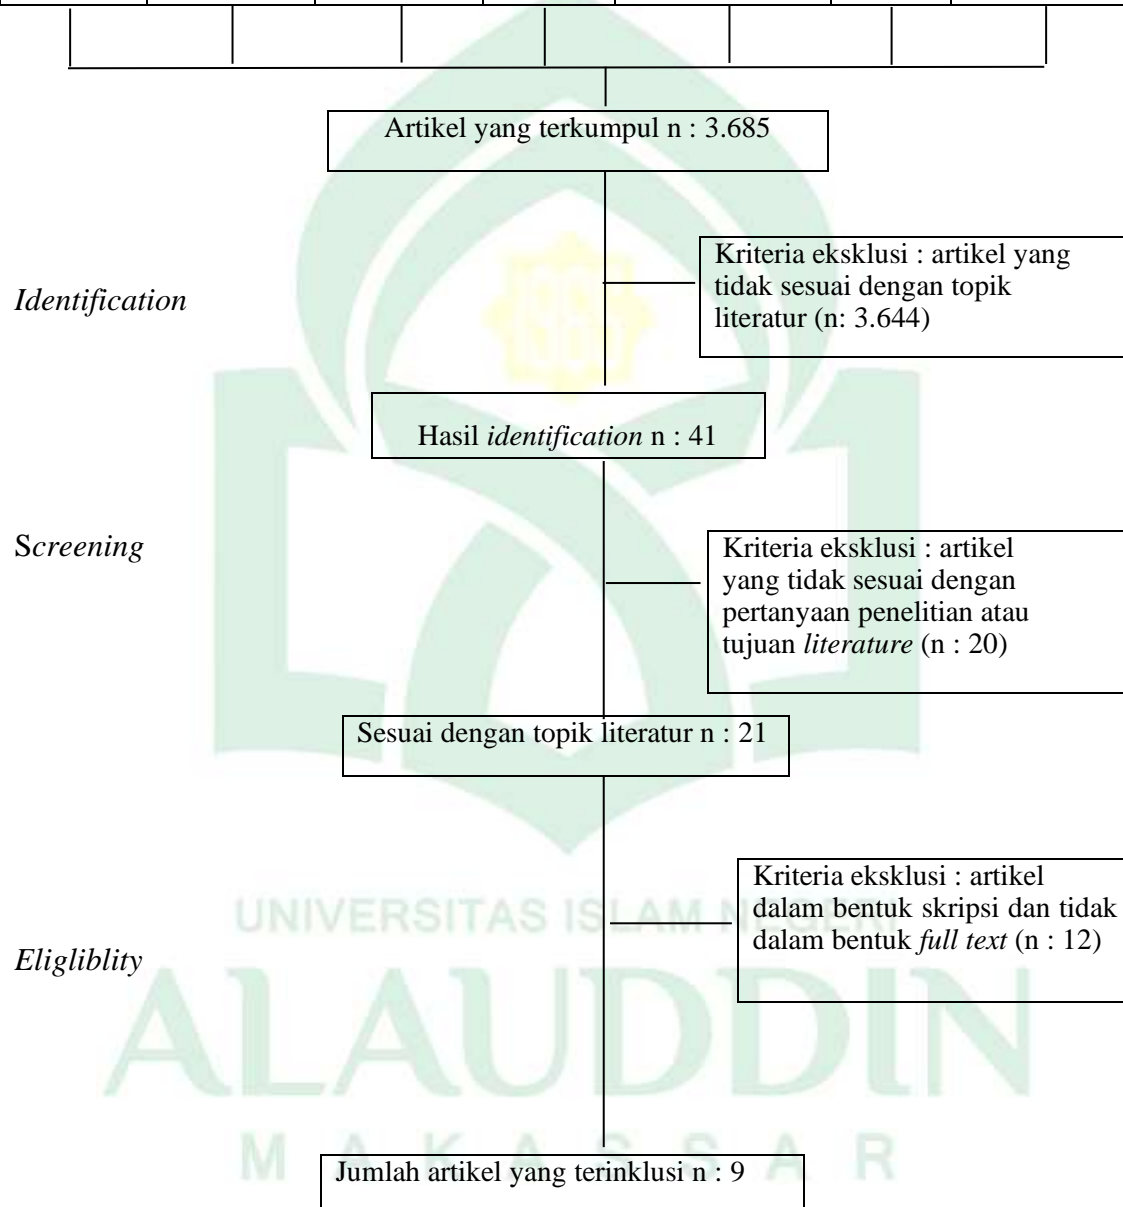 Artikel yang terkumpul n : 3.685
Kriteria eksklusi : artikel yang
tidak sesuai dengan topik
literatur (n: 3.644)
Identification
Hasil identification n : 41
Screening
Kriteria eksklusi : artikel
yang tidak sesuai dengan
pertanyaan penelitian atau
tujuan literature (n : 20)
Sesuai dengan topik literatur n : 21
Kriteria eksklusi : artikel
dalam bentuk skripsi dan tidak
dalam bentuk full text (n : 12)
UNIVERSITAS ISLAM NEGERI
Eligliblity
ALAUDDIN
MAKASSAR
Jumlah artikel yang terinklusi n : 9